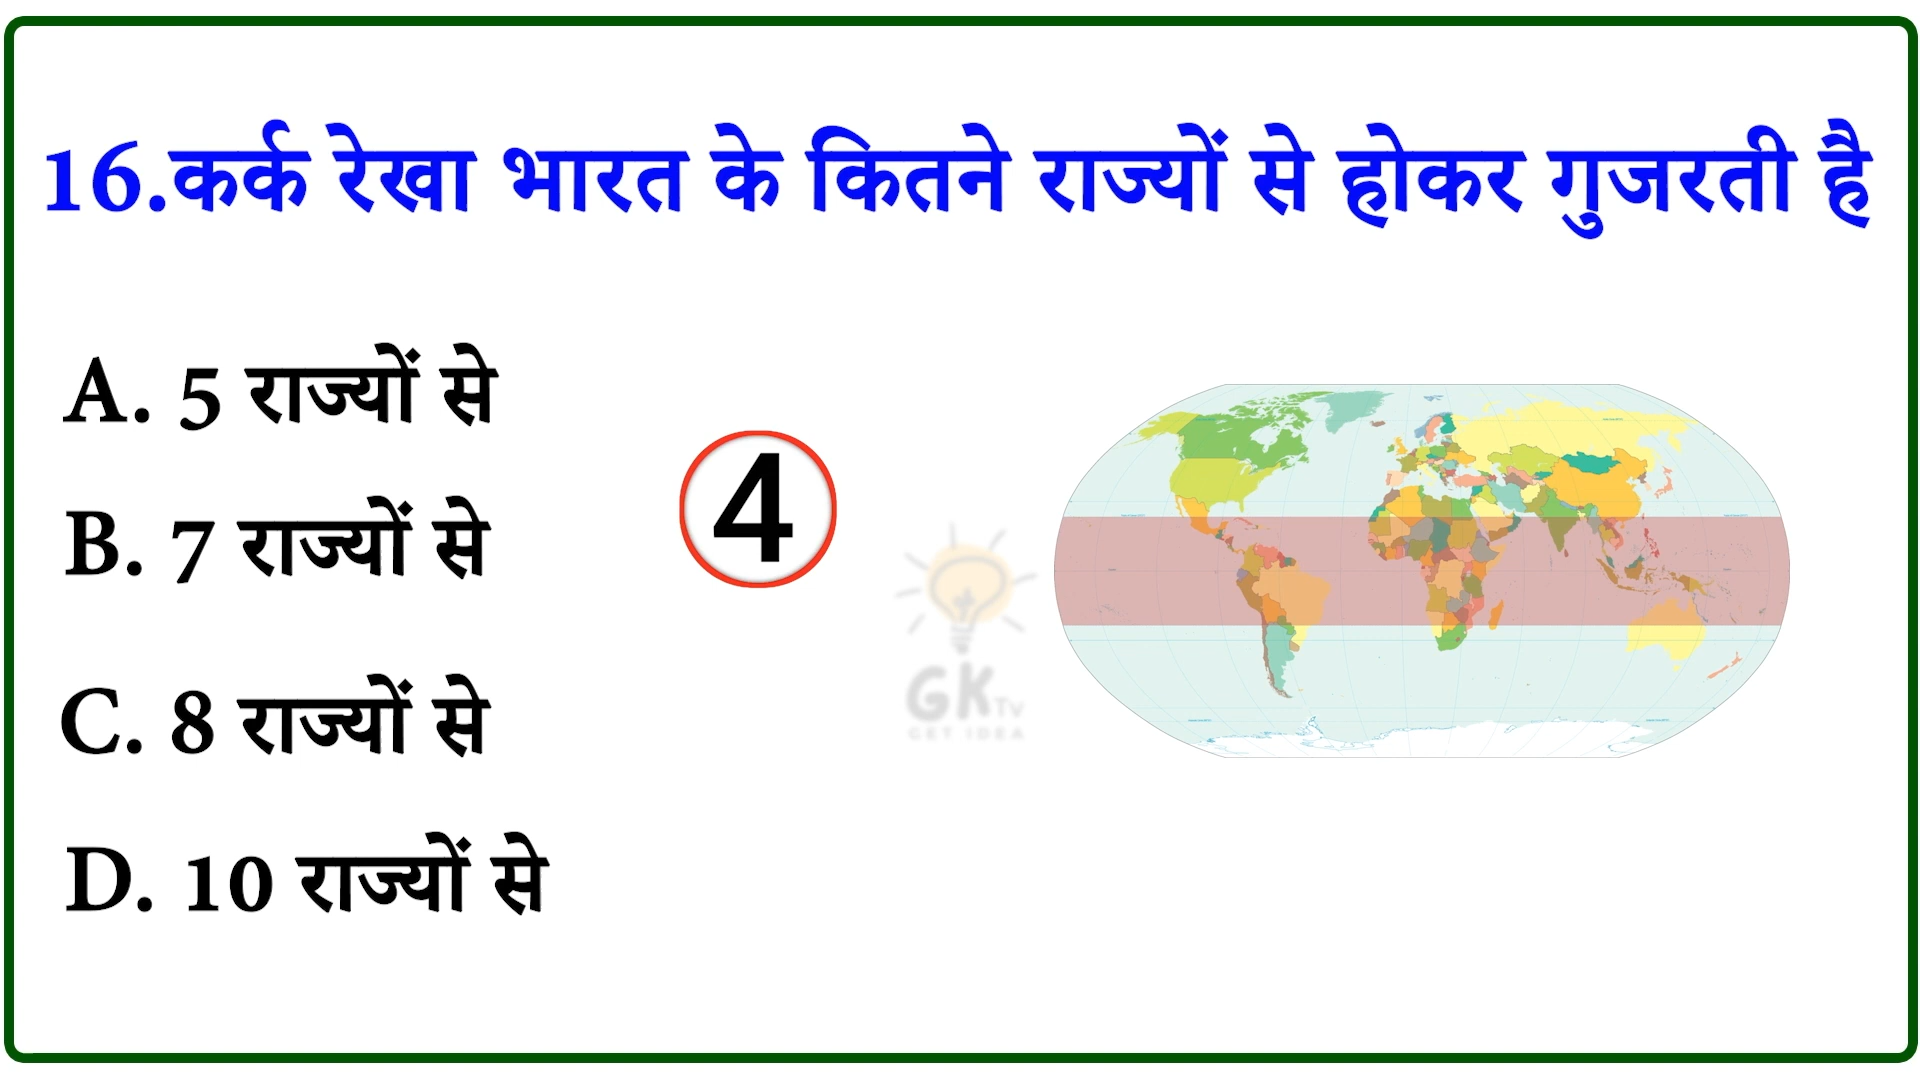 16.कर्क रेखा भारत के कितने राज्यों से होकर गुजरती है
A. 5 राज्यों से
B. 7 राज्यों से
C. 8 राज्यों से
D. 10 राज्यों से
4
GK Tv
GET IDEA